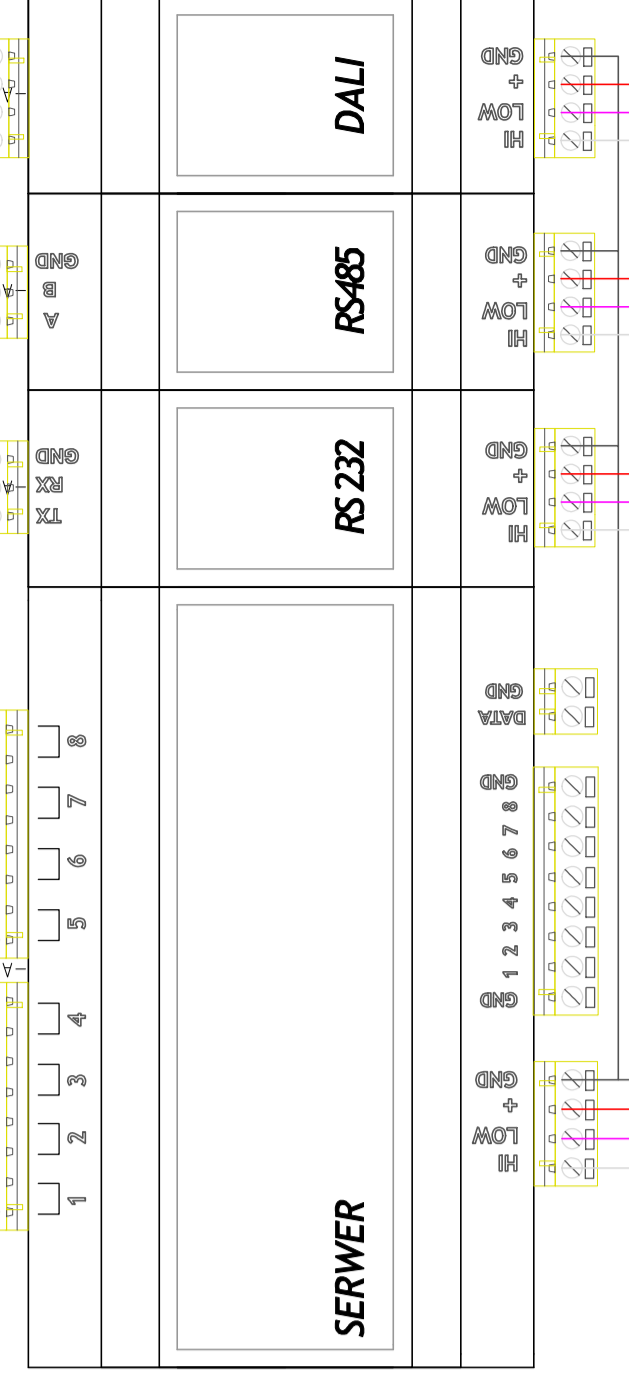 DALI
GND
+
LOW
HI
A
GND
B
A
RS485
GND
+
LOW
HI
A
GND
RX
TX
RS 232
GND
+
LOW
HI
A
8
7
6
5
A
4
3
2
1
SERWER
GND
DATA
GND
8
7
6
5
4
3
2
1
GND
GND
+
LOW
HI